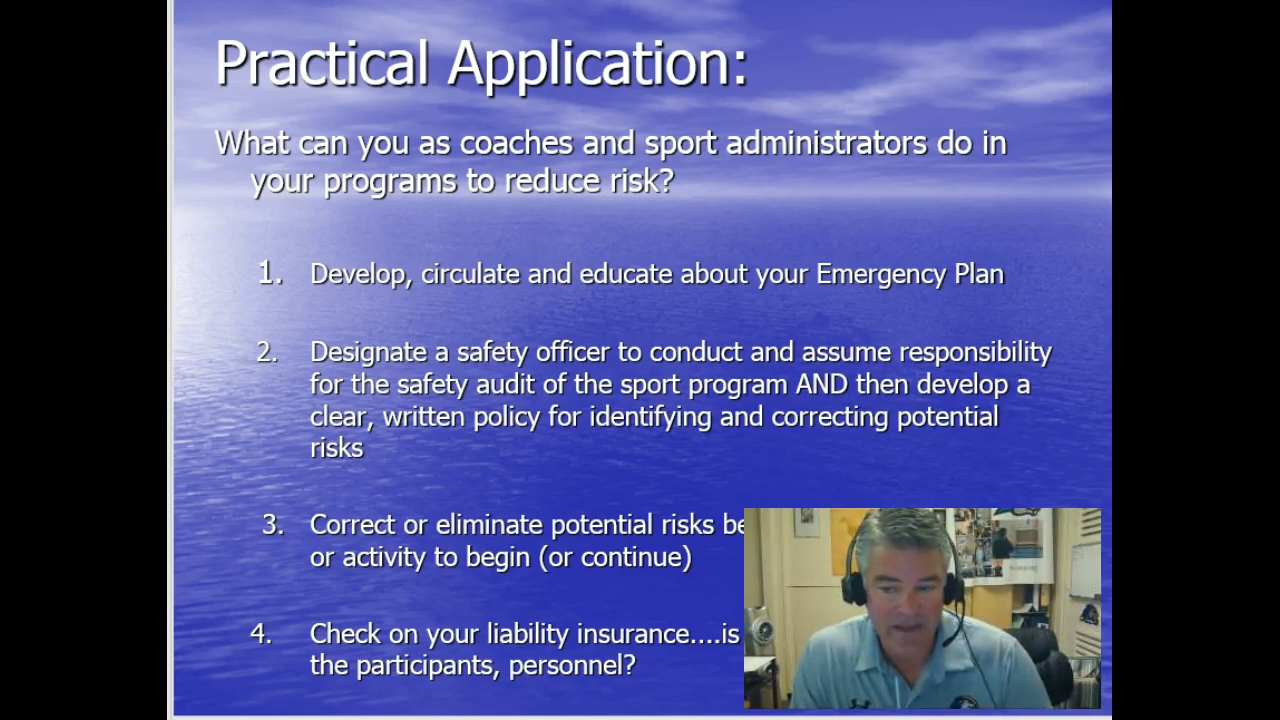 Practical Application:
What can you as coaches and sport administrators do in
your programs to reduce risk?
1. Develop, circulate and educate about your Emergency Plan
2. Designate a safety officer to conduct and assume responsibility
for the safety audit of the sport program AND then develop a
clear, written policy for identifying and correcting potential
risks
3. Correct or eliminate potential risks
or activity to begin (or continue)
4. Check on your liability insurance....is
the participants, personnel?